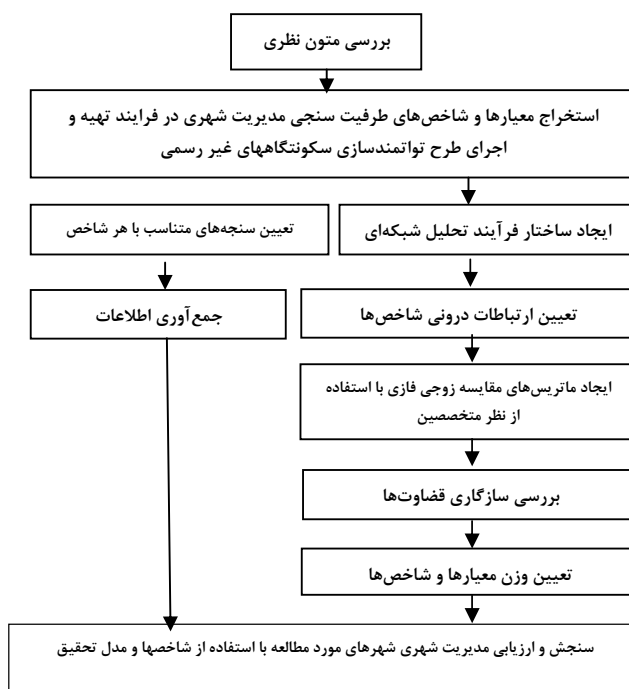 بررسی متون نظری
استخراج معیارها و شاخص‌های ظرفیت سنجی مدیریت شهری در فرایند تهیه و
اجرای طرح توانمندسازی سکونتگاههای غیر رسمی
ایجاد ساختار فرآیند تحلیل شبکه‌ای
تعیین سنجه‌های متناسب با هر شاخص
تعیین ارتباطات درونی شاخص‌ها
جمع‌آوری اطلاعات
ایجاد ماتریس‌های مقایسه زوجی فازی با استفاده
از نظر متخصصین
بررسی سازگاری قضاوت‌ها
تعیین وزن معیارها و شاخص‌ها
سنجش و ارزیابی مدیریت شهری شهرهای مورد مطالعه با استفاده از شاخصها و مدل تحقیق